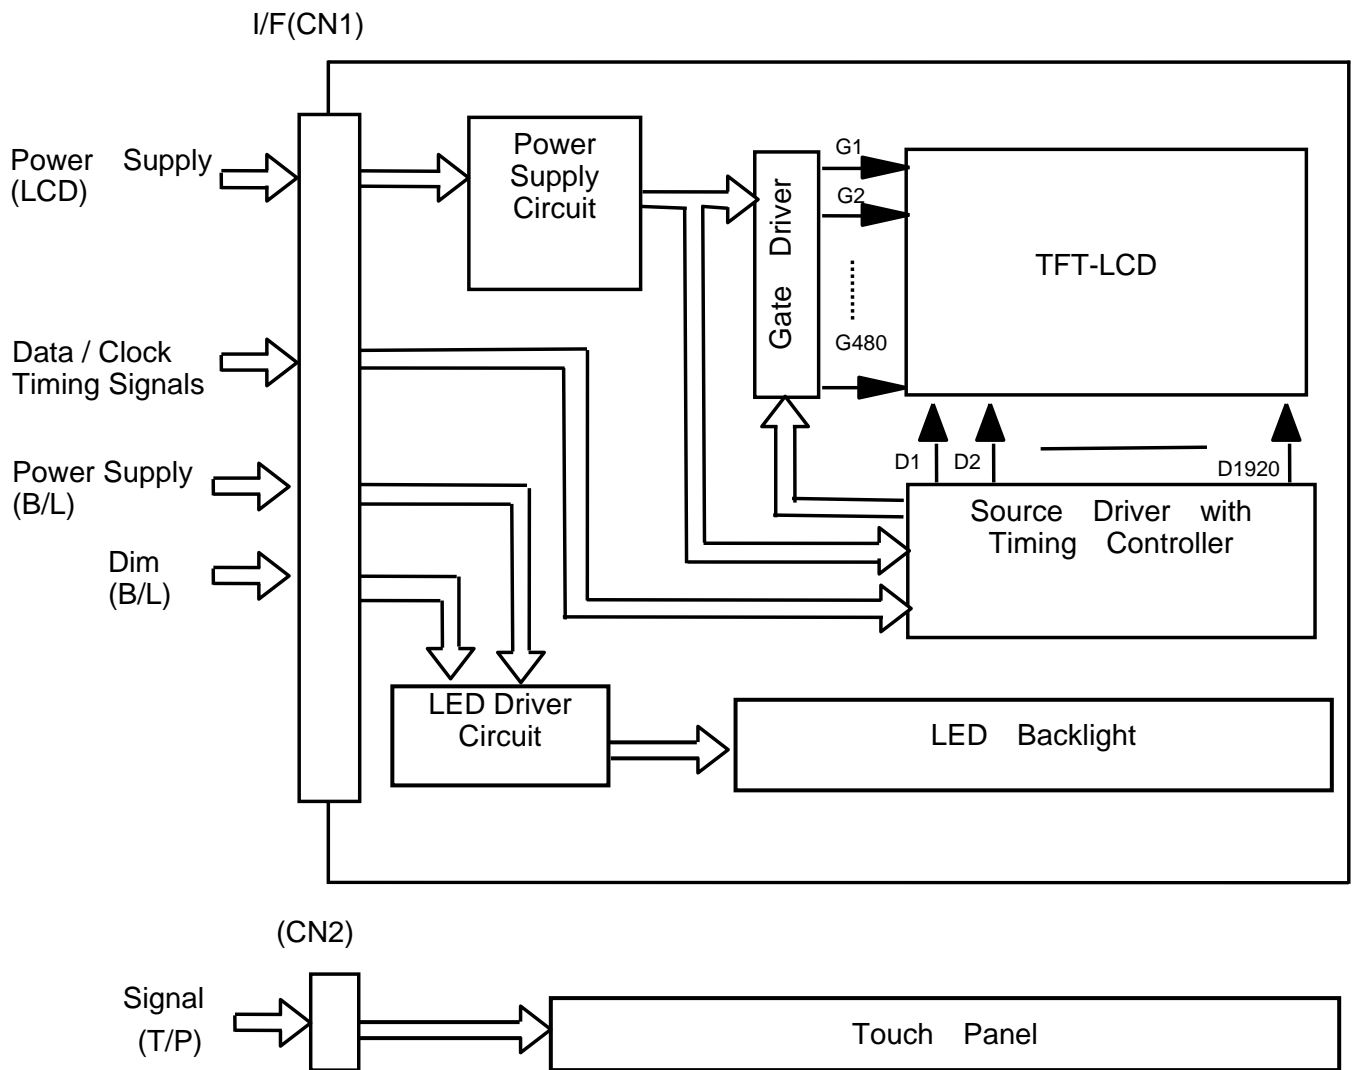 I/F(CN1)
Power Supply
(LCD)
Power
Supply
Circuit
Gate Driver
G1
G2
G480
TFT-LCD
Data / Clock
Timing Signals
D1
D2
D1920
Power Supply
(B/L)
Source Driver with
Timing Controller
Dim
(B/L)
LED Driver
Circuit
LED Backlight
(CN2)
Signal
(T/P)
Touch Panel